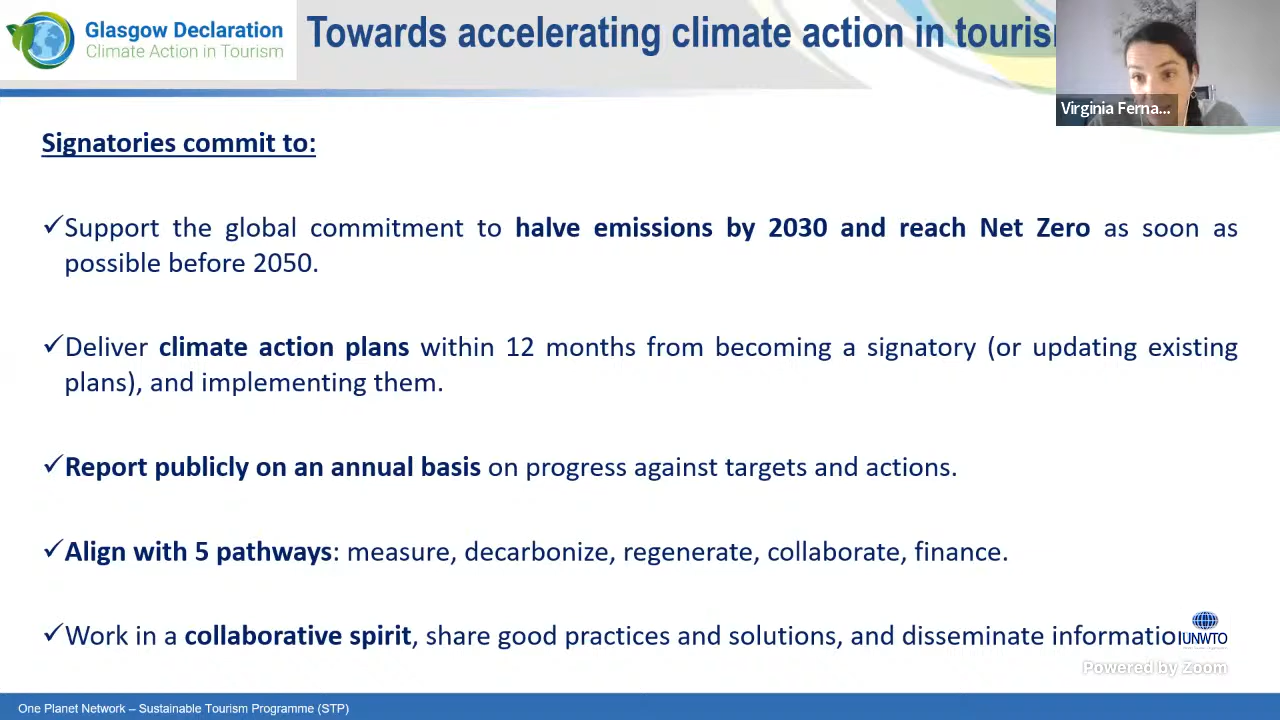 Glasgow Declaration
Climate Action in Tourism
Towards accelerating climate action in touris
Virginia Ferna...
Signatories commit to:
✓Support the global commitment to halve emissions by 2030 and reach Net Zero as soon as
possible before 2050.
✓Deliver climate action plans within 12 months from becoming a signatory (or updating existing
plans), and implementing them.
✓Report publicly on an annual basis on progress against targets and actions.
✓Align with 5 pathways: measure, decarbonize, regenerate, collaborate, finance.
✓Work in a collaborative spirit, share good practices and solutions, and disseminate informatio
UNWTO
Powered by Zoom
One Planet Network – Sustainable Tourism Programme (STP)